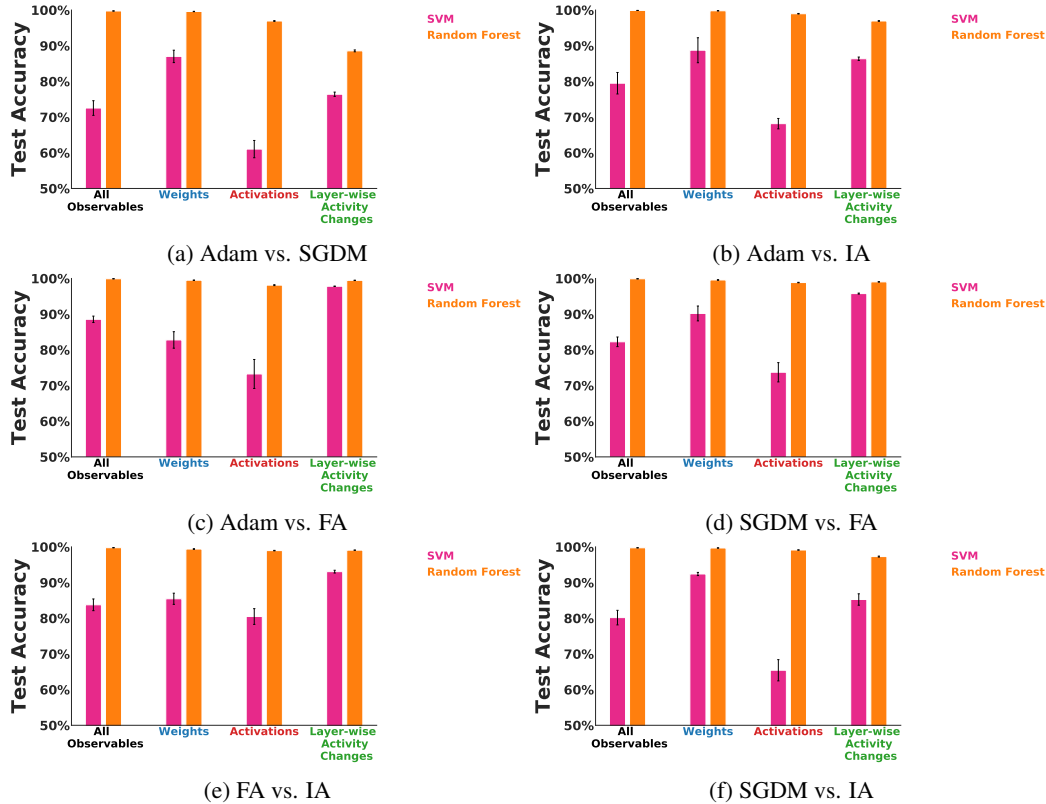 100%
90%
80%
70%
60%
50%
Test Accuracy
SVM
Random Forest
All
Observables
Weights
Activations
Layer-wise
Activity
Changes
(a) Adam vs. SGDM
100%
90%
80%
70%
60%
50%
Test Accuracy
SVM
Random Forest
All
Observables
Weights
Activations
Layer-wise
Activity
Changes
(b) Adam vs. IA
100%
90%
80%
70%
60%
50%
Test Accuracy
SVM
Random Forest
All
Observables
Weights
Activations
Layer-wise
Activity
Changes
(c) Adam vs. FA
100%
90%
80%
70%
60%
50%
Test Accuracy
SVM
Random Forest
All
Observables
Weights
Activations
Layer-wise
Activity
Changes
(d) SGDM vs. FA
100%
90%
80%
70%
60%
50%
Test Accuracy
SVM
Random Forest
All
Observables
Weights
Activations
Layer-wise
Activity
Changes
(e) FA vs. IA
100%
90%
80%
70%
60%
50%
Test Accuracy
SVM
Random Forest
All
Observables
Weights
Activations
Layer-wise
Activity
Changes
(f) SGDM vs. IA